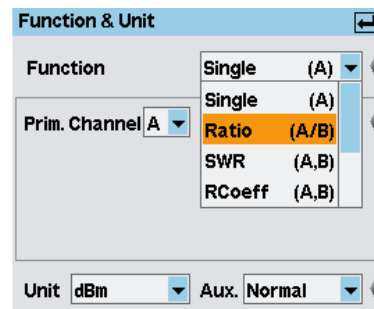 Function & Unit
Function Single (A)
Single (A)
Prim. Channel A Ratio (A/B)
SWR (A,B)
RCoeff (A,B)
Unit dBm Aux. Normal